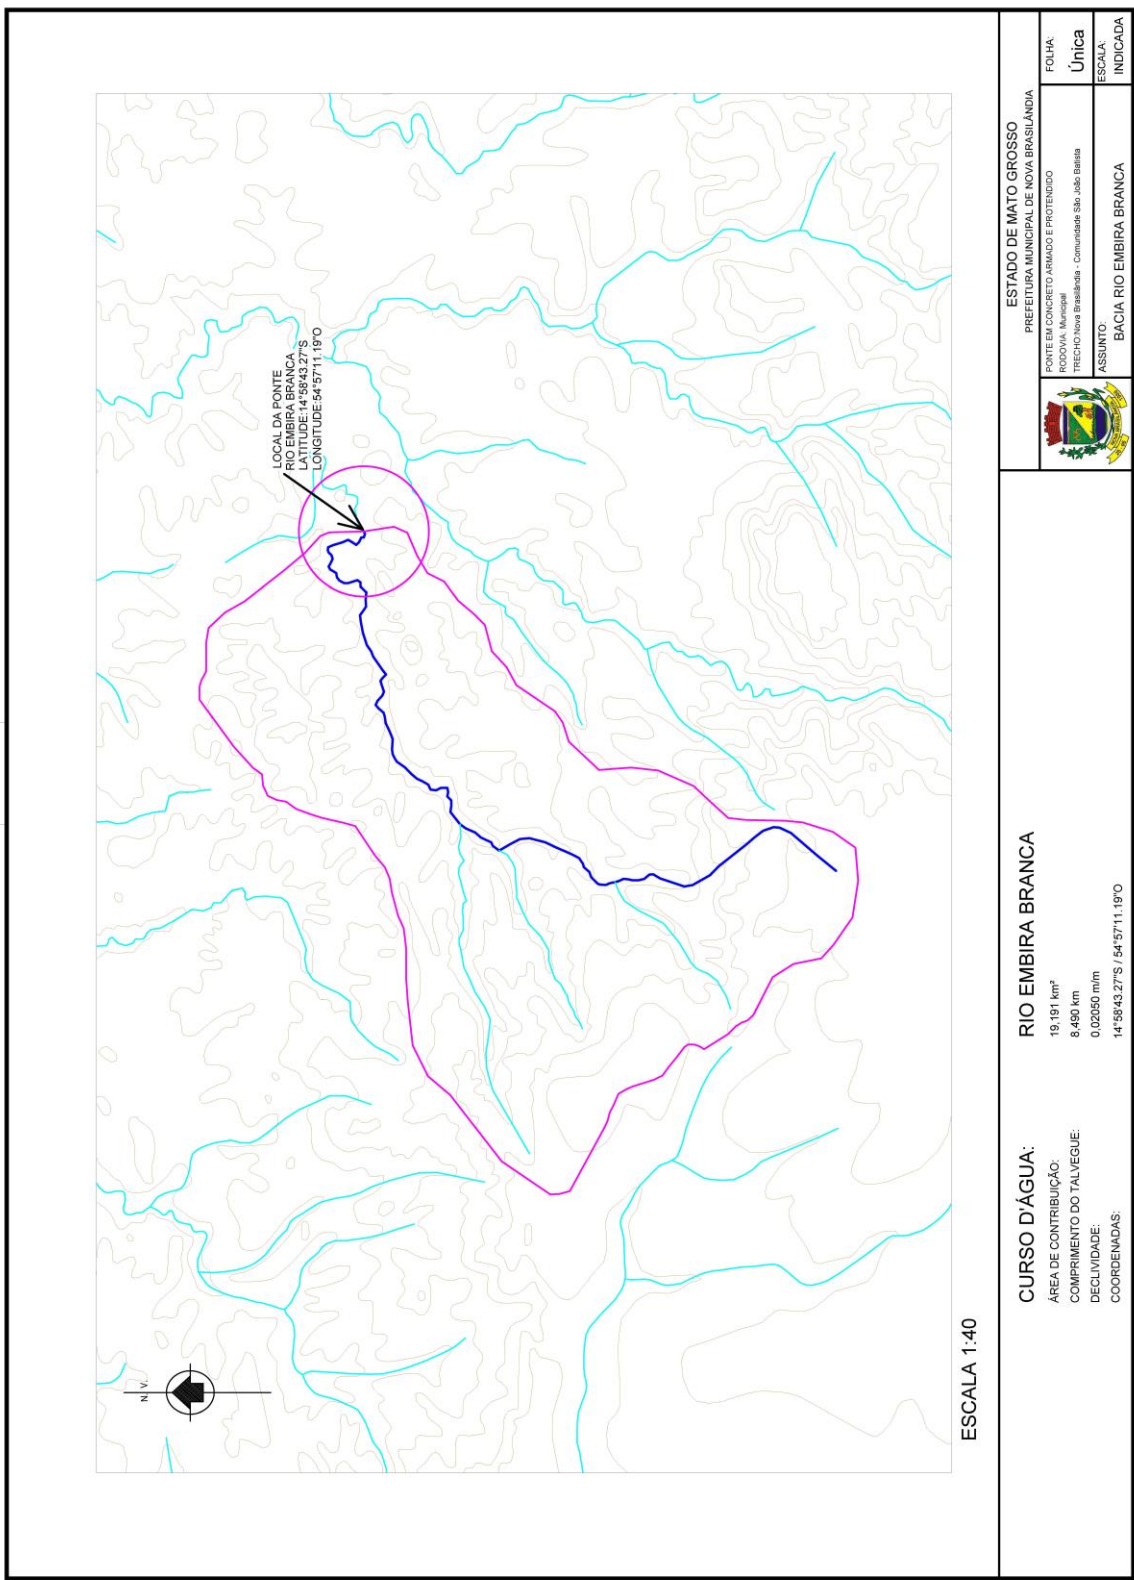 N. V.
LOCAL DA PONTE
RIO EMBIRA BRANCA
LATITUDE:14°58'43.27"S
LONGITUDE:54°57'11.19"O
ESCALA 1:40
CURSO D'ÁGUA: RIO EMBIRA BRANCA
ÁREA DE CONTRIBUIÇÃO: 19,191 km²
COMPRIMENTO DO TALVEGUE: 8,490 km
DECLIVIDADE: 0,02050 m/m
COORDENADAS: 14°58'43.27"S / 54°57'11.19"O
ESTADO DE MATO GROSSO
PREFEITURA MUNICIPAL DE NOVA BRASILÂNDIA
PONTE EM CONCRETO ARMADO E PROTENDIDO
RODOVIA: Municipal
TRECHO:Nova Brasilândia - Comunidade São João Batista
ASSUNTO:
BACIA RIO EMBIRA BRANCA
FOLHA:
Única
ESCALA:
INDICADA